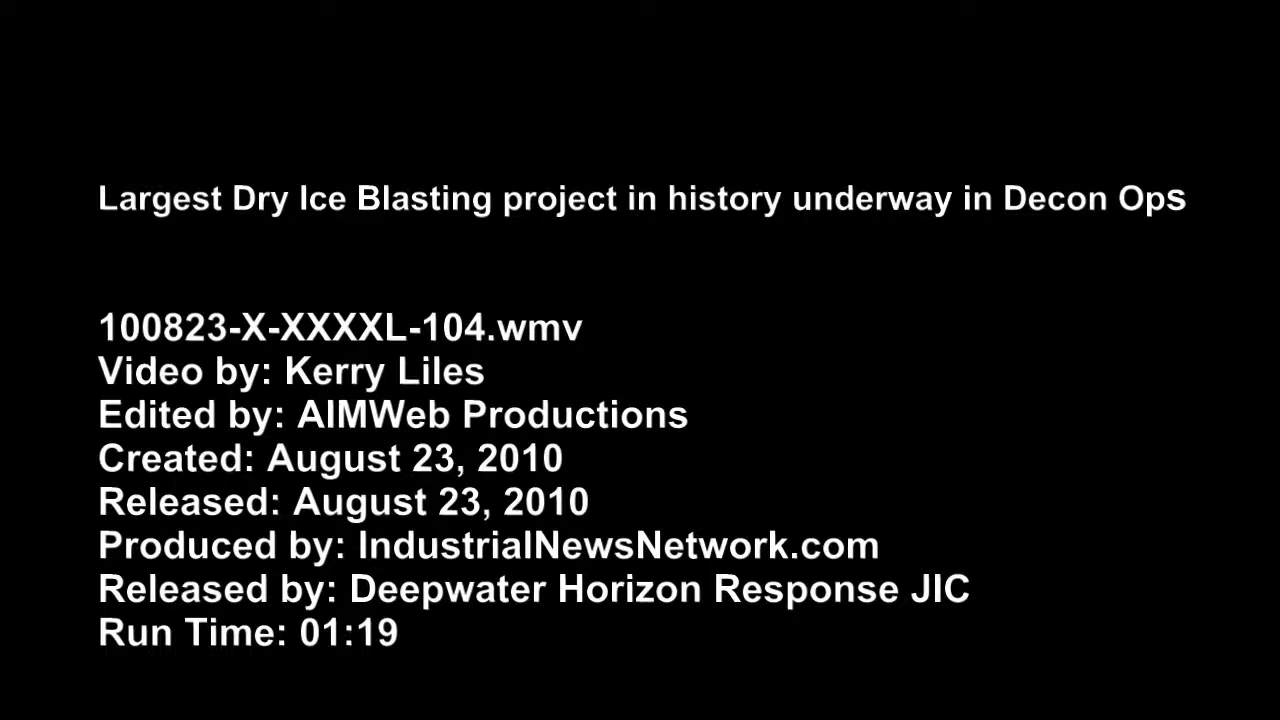 Largest Dry Ice Blasting project in history underway in Decon Ops
100823-X-XXXXL-104.wmv
Video by: Kerry Liles
Edited by: AIMWeb Productions
Created: August 23, 2010
Released: August 23, 2010
Produced by: IndustrialNewsNetwork.com
Released by: Deepwater Horizon Response JIC
Run Time: 01:19